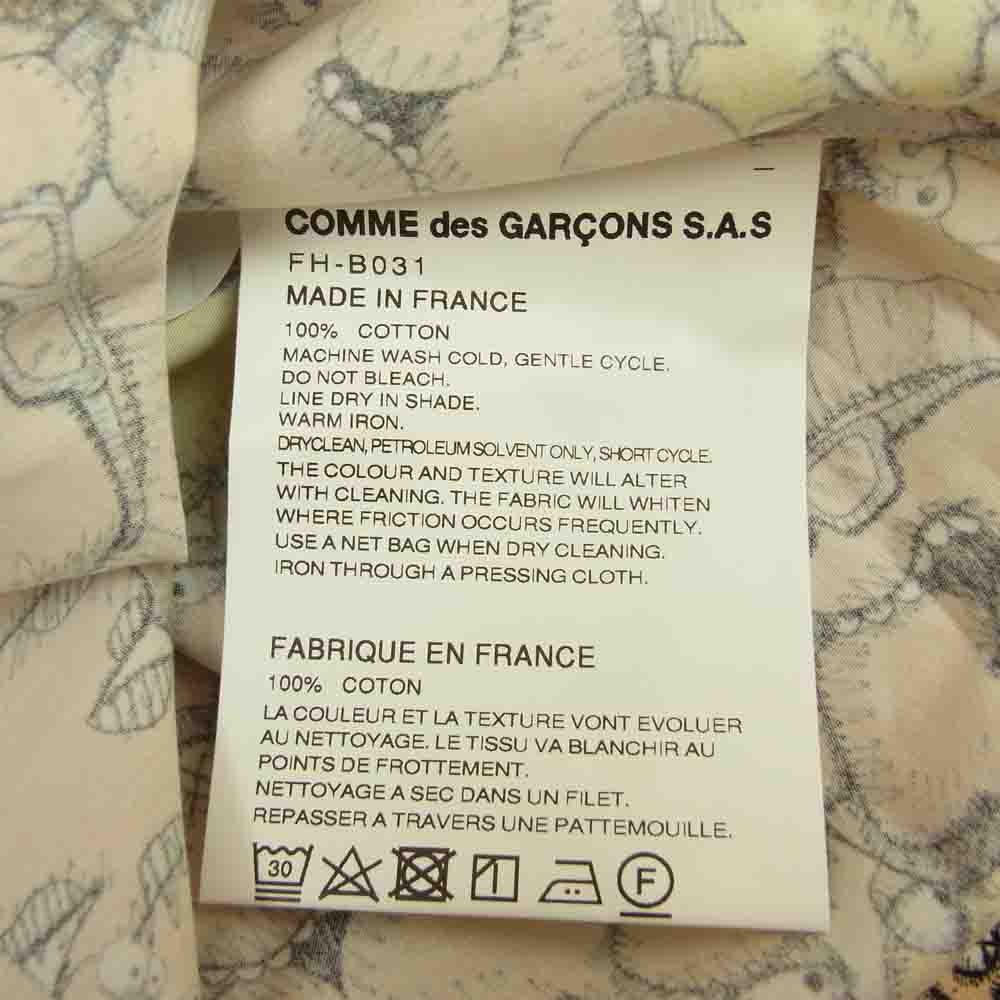 COMME des GARÇONS S.A.S
FH-B031
MADE IN FRANCE
100% COTTON
MACHINE WASH COLD, GENTLE CYCLE.
DO NOT BLEACH.
LINE DRY IN SHADE.
WARM IRON.
DRYCLEAN, PETROLEUM SOLVENT ONLY, SHORT CYCLE.
THE COLOUR AND TEXTURE WILL ALTER
WITH CLEANING. THE FABRIC WILL WHITEN
WHERE FRICTION OCCURS FREQUENTLY.
USE A NET BAG WHEN DRY CLEANING.
IRON THROUGH A PRESSING CLOTH.
FABRIQUE EN FRANCE
100% COTON
LA COULEUR ET LA TEXTURE VONT EVOLUER
AU NETTOYAGE. LE TISSU VA BLANCHIR AU
POINTS DE FROTTEMENT.
NETTOYAGE A SEC DANS UN FILET.
REPASSER A TRAVERS UNE PATTEMOUILLE.
30 F